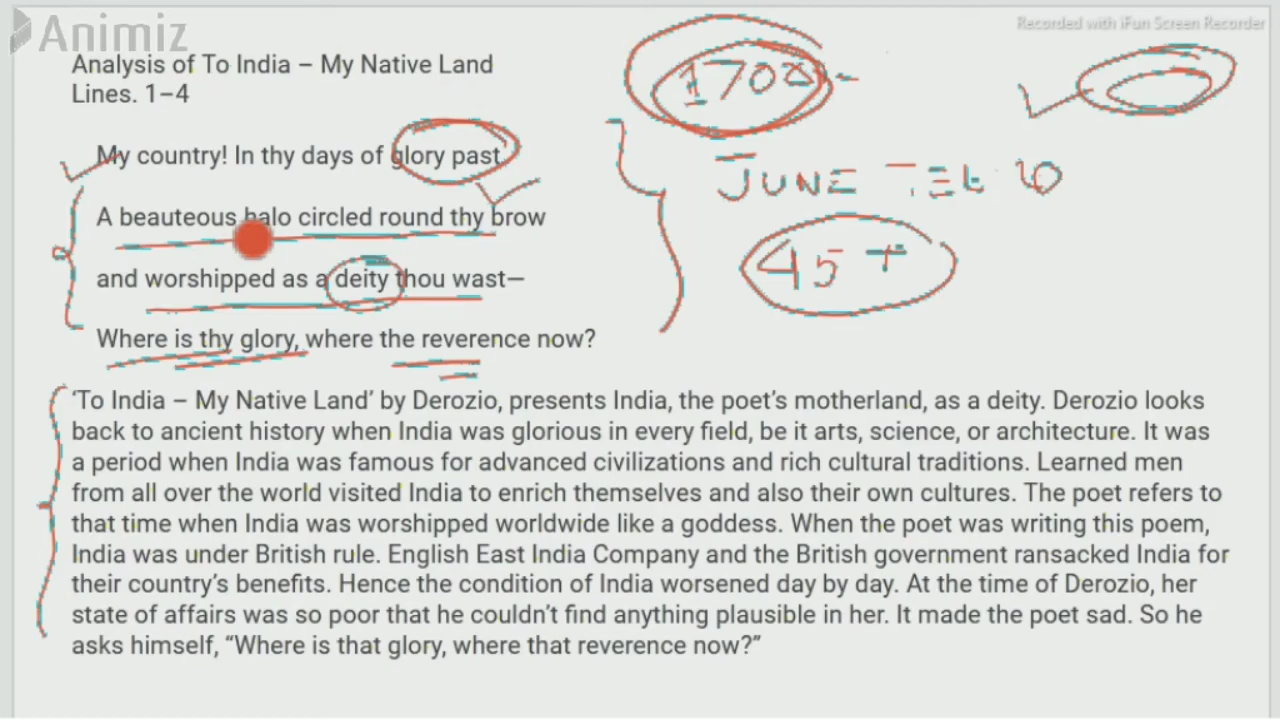 Animiz
Recorded with iFun Screen Recorder
Analysis of To India – My Native Land
Lines. 1–4
My country! In thy days of glory past
A beauteous halo circled round thy brow
and worshipped as a deity thou wast—
Where is thy glory, where the reverence now?
1700
JUNE
45 +
‘To India – My Native Land’ by Derozio, presents India, the poet’s motherland, as a deity. Derozio looks
back to ancient history when India was glorious in every field, be it arts, science, or architecture. It was
a period when India was famous for advanced civilizations and rich cultural traditions. Learned men
from all over the world visited India to enrich themselves and also their own cultures. The poet refers to
that time when India was worshipped worldwide like a goddess. When the poet was writing this poem,
India was under British rule. English East India Company and the British government ransacked India for
their country’s benefits. Hence the condition of India worsened day by day. At the time of Derozio, her
state of affairs was so poor that he couldn’t find anything plausible in her. It made the poet sad. So he
asks himself, “Where is that glory, where that reverence now?”